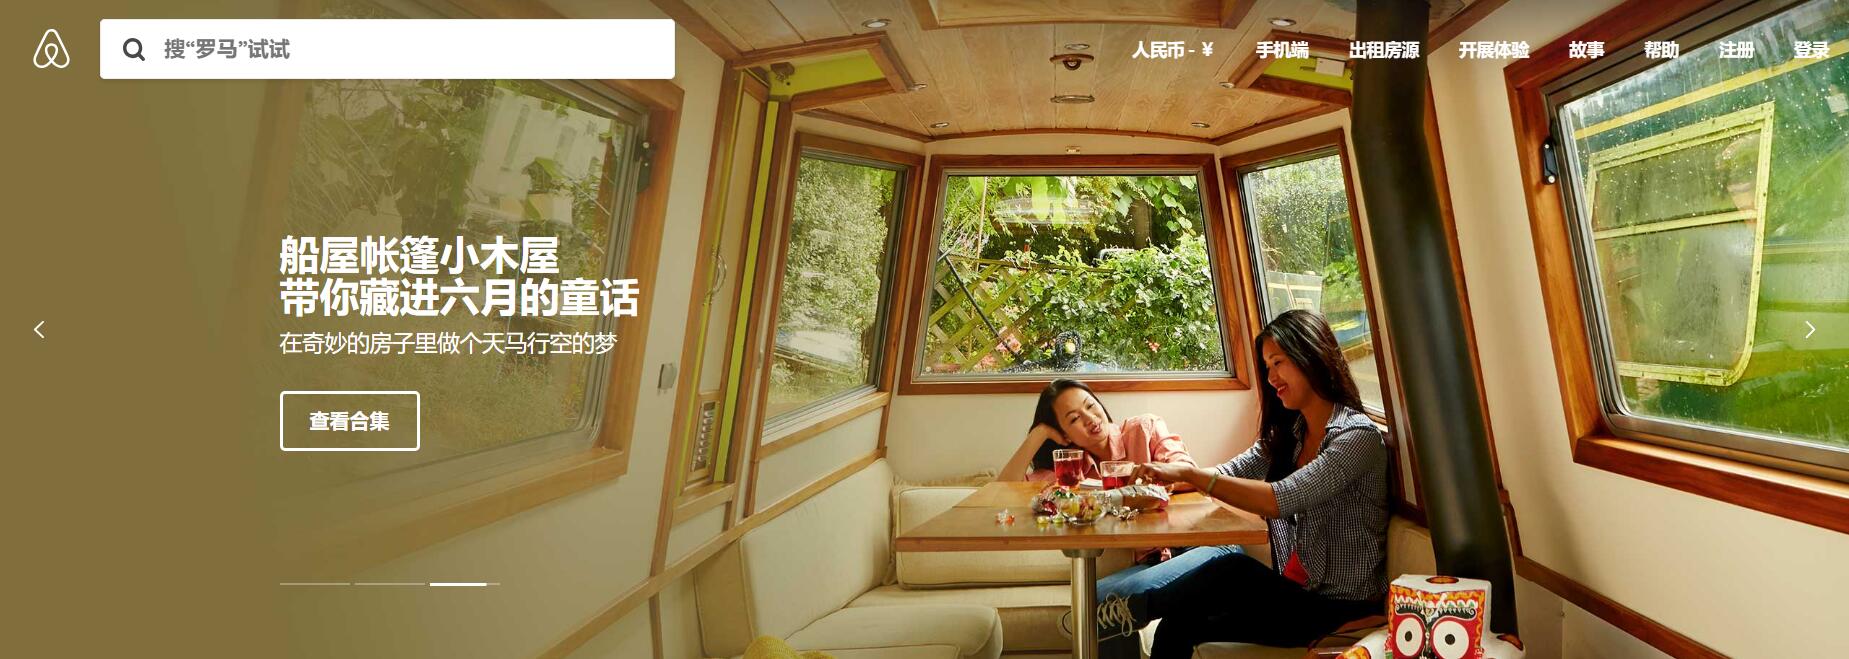 搜“罗马”试试
人民币 - ¥ 手机端 出租房源 开展体验 故事 帮助 注册 登录
船屋帐篷小木屋
带你藏进六月的童话
在奇妙的房子里做个天马行空的梦
查看合集